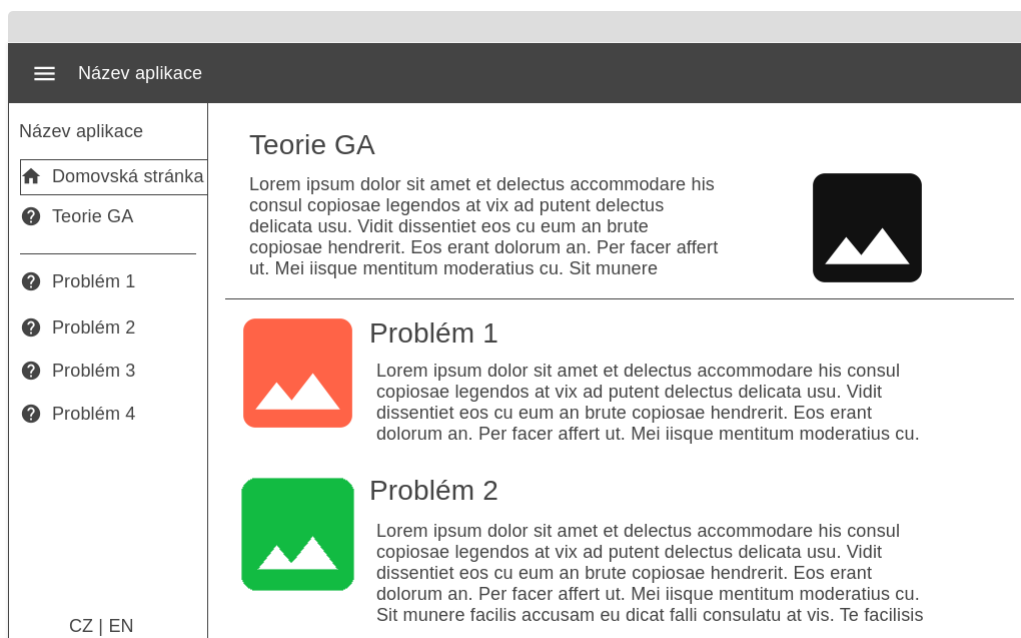 Název aplikace
Název aplikace
Domovská stránka
Teorie GA
Problém 1
Problém 2
Problém 3
Problém 4
CZ | EN
Teorie GA
Lorem ipsum dolor sit amet et delectus accommodare his
consul copiosae legendos at vix ad putent delectus
delicata usu. Vidit dissentiet eos cu eum an brute
copiosae hendrerit. Eos erant dolorum an. Per facer affert
ut. Mei iisque mentitum moderatius cu. Sit munere
Problém 1
Lorem ipsum dolor sit amet et delectus accommodare his consul
copiosae legendos at vix ad putent delectus delicata usu. Vidit
dissentiet eos cu eum an brute copiosae hendrerit. Eos erant
dolorum an. Per facer affert ut. Mei iisque mentitum moderatius cu.
Problém 2
Lorem ipsum dolor sit amet et delectus accommodare his consul
copiosae legendos at vix ad putent delectus delicata usu. Vidit
dissentiet eos cu eum an brute copiosae hendrerit. Eos erant
dolorum an. Per facer affert ut. Mei iisque mentitum moderatius cu.
Sit munere facilis accusam eu dicat falli consulatu at vis. Te facilisis